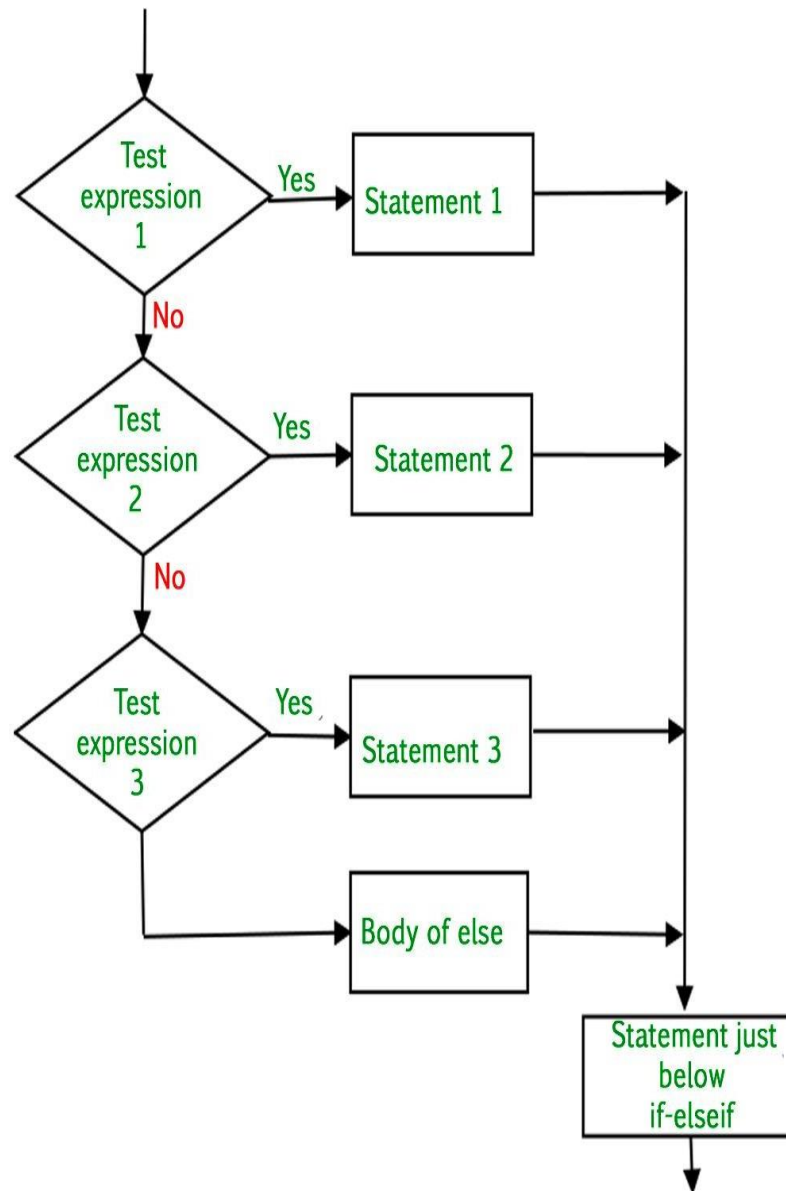 Test
expression
1
Yes
Statement 1
No
Test
expression
2
Yes
Statement 2
No
Test
expression
3
Yes
Statement 3
Body of else
Statement just
below
if-elseif